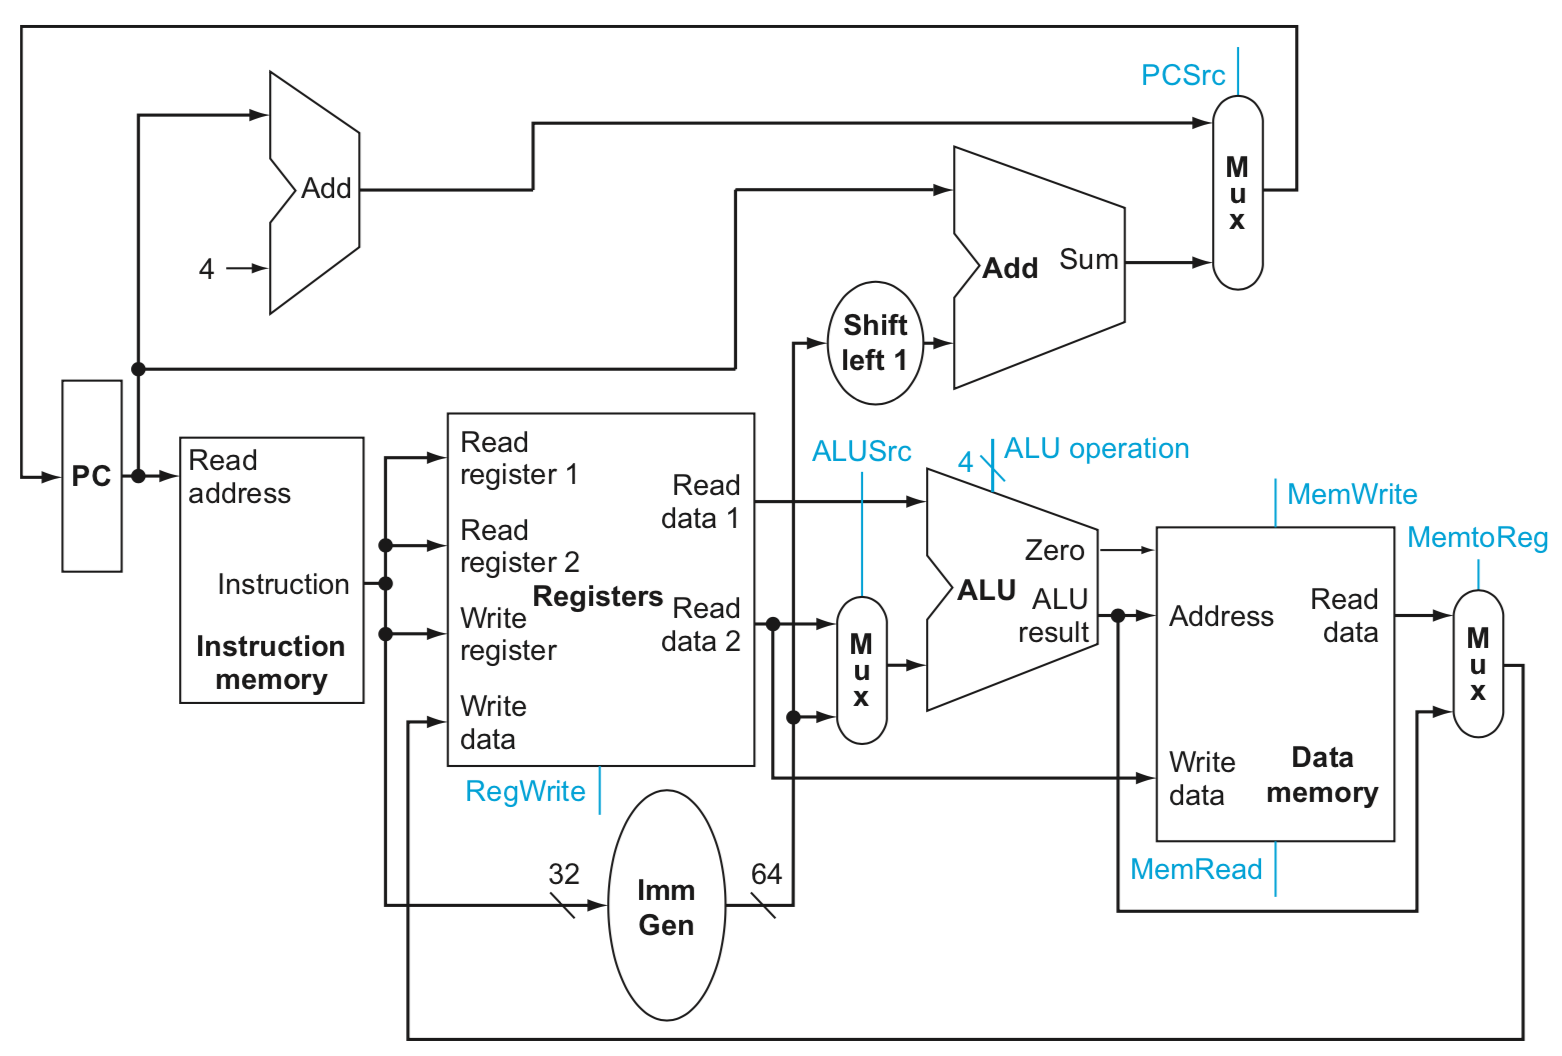 PCSrc
M
u
x
Add
4
Add
Sum
Shift
left 1
PC
Read
address
Instruction
Instruction
memory
Read
register 1
Read
register 2
Write
register
Write
data
Registers
Read
data 1
Read
data 2
RegWrite
ALUSrc
M
u
x
4
ALU operation
Zero
ALU
ALU
result
MemWrite
MemtoReg
Address
Read
data
Write
data
Data
memory
MemRead
M
u
x
32
Imm
Gen
64